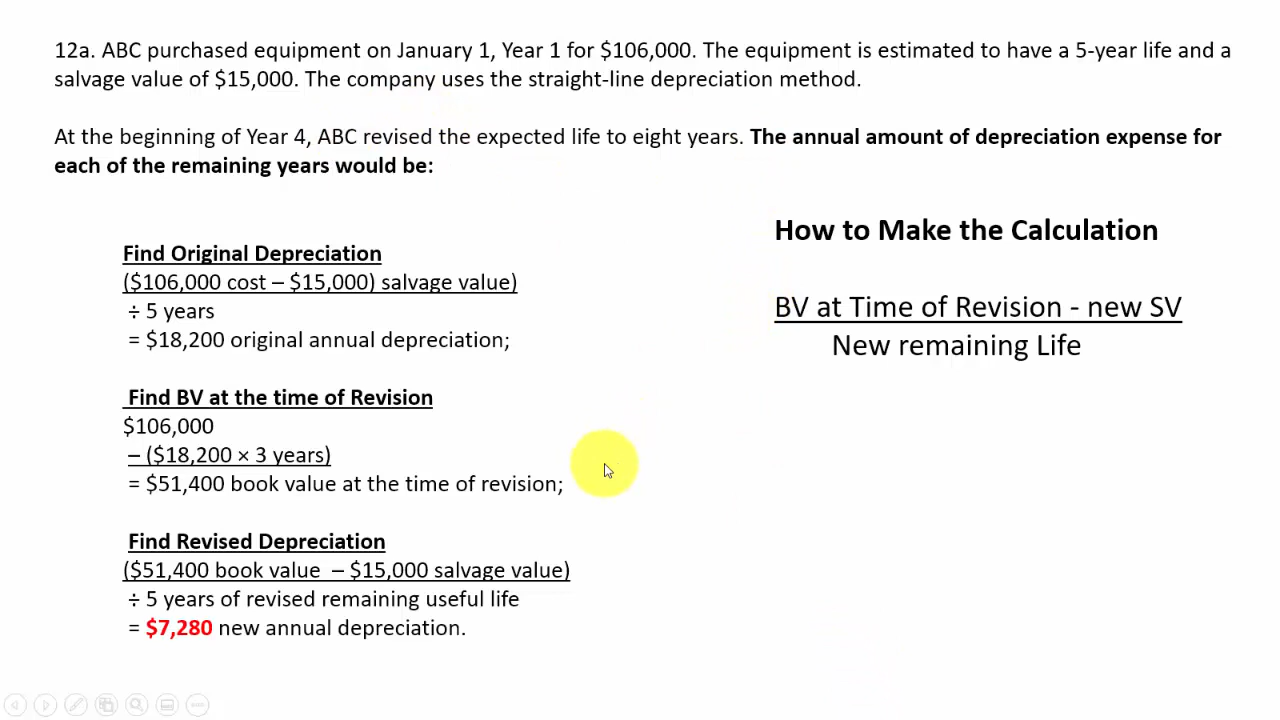 12a. ABC purchased equipment on January 1, Year 1 for $106,000. The equipment is estimated to have a 5-year life and a
salvage value of $15,000. The company uses the straight-line depreciation method.
At the beginning of Year 4, ABC revised the expected life to eight years. The annual amount of depreciation expense for
each of the remaining years would be:
Find Original Depreciation
($106,000 cost – $15,000) salvage value)
÷ 5 years
= $18,200 original annual depreciation;
Find BV at the time of Revision
$106,000
– ($18,200 × 3 years)
= $51,400 book value at the time of revision;
Find Revised Depreciation
($51,400 book value – $15,000 salvage value)
÷ 5 years of revised remaining useful life
= $7,280 new annual depreciation.
How to Make the Calculation
BV at Time of Revision - new SV
New remaining Life